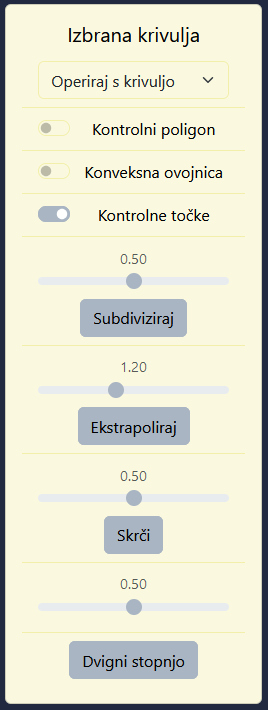 Izbrana krivulja
Operiraj s krivuljo
Kontrolni poligon
Konveksna ovojnica
Kontrolne točke
0.50
Subdiviziraj
1.20
Ekstrapoliraj
0.50
Skrči
0.50
Dvigni stopnjo